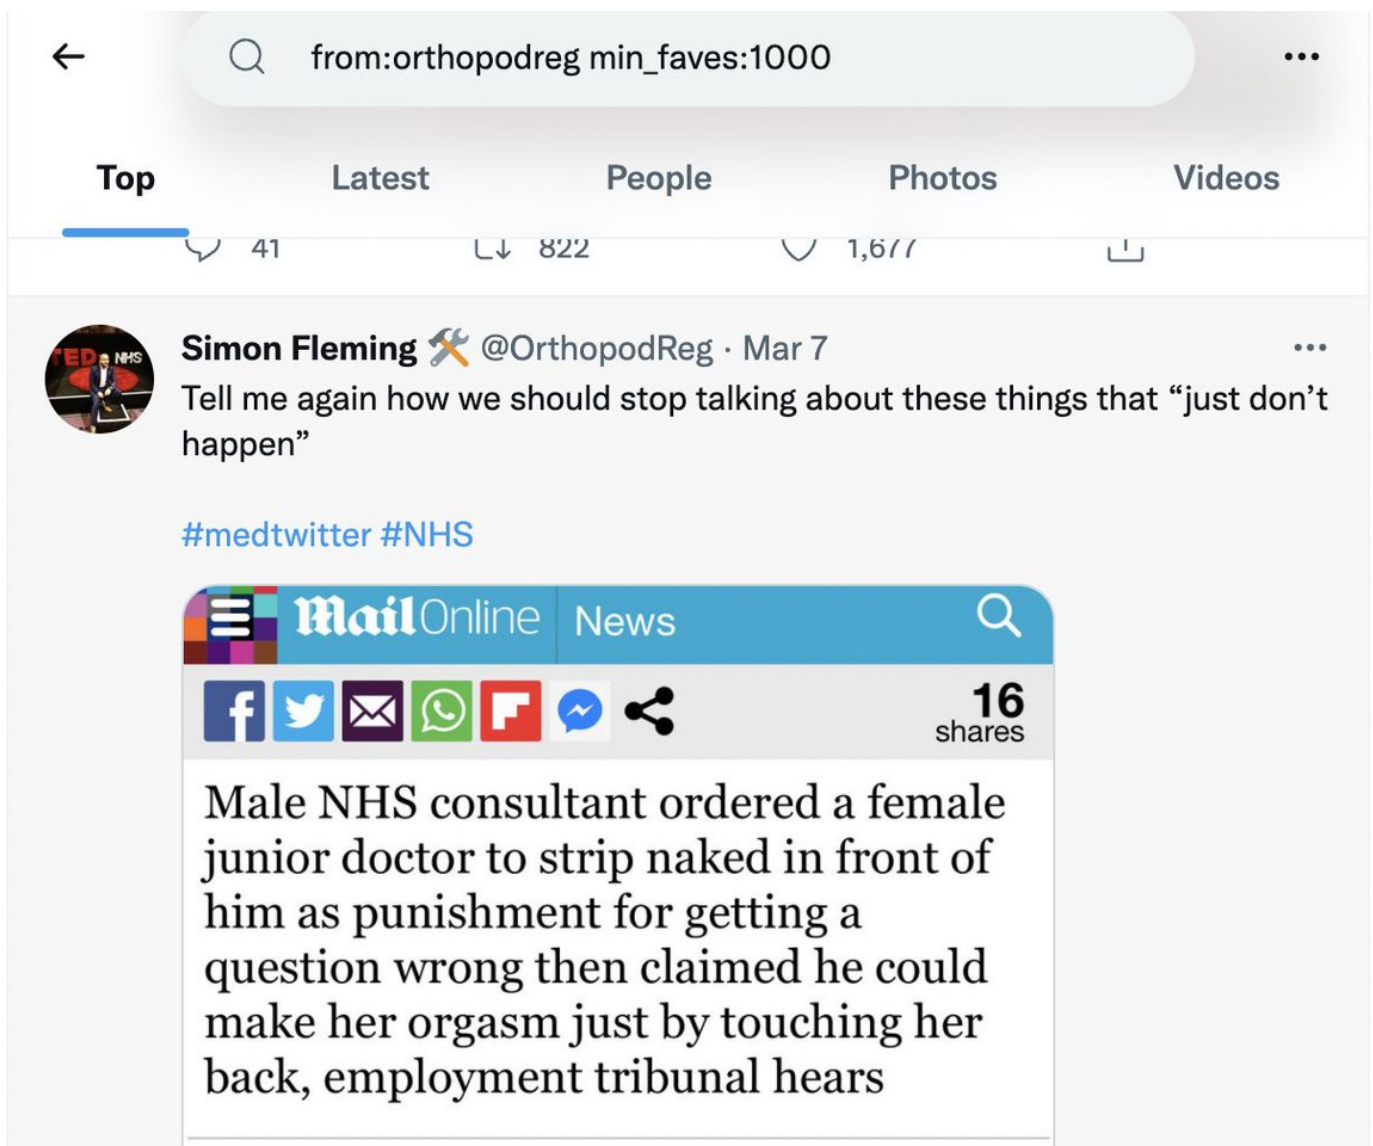 from:orthopodreg min_faves:1000
Top Latest People Photos Videos
41 822 1,677
Simon Fleming @OrthopodReg · Mar 7
Tell me again how we should stop talking about these things that “just don’t
happen”
#medtwitter #NHS
TED NHS
MailOnline News
16
shares
Male NHS consultant ordered a female
junior doctor to strip naked in front of
him as punishment for getting a
question wrong then claimed he could
make her orgasm just by touching her
back, employment tribunal hears